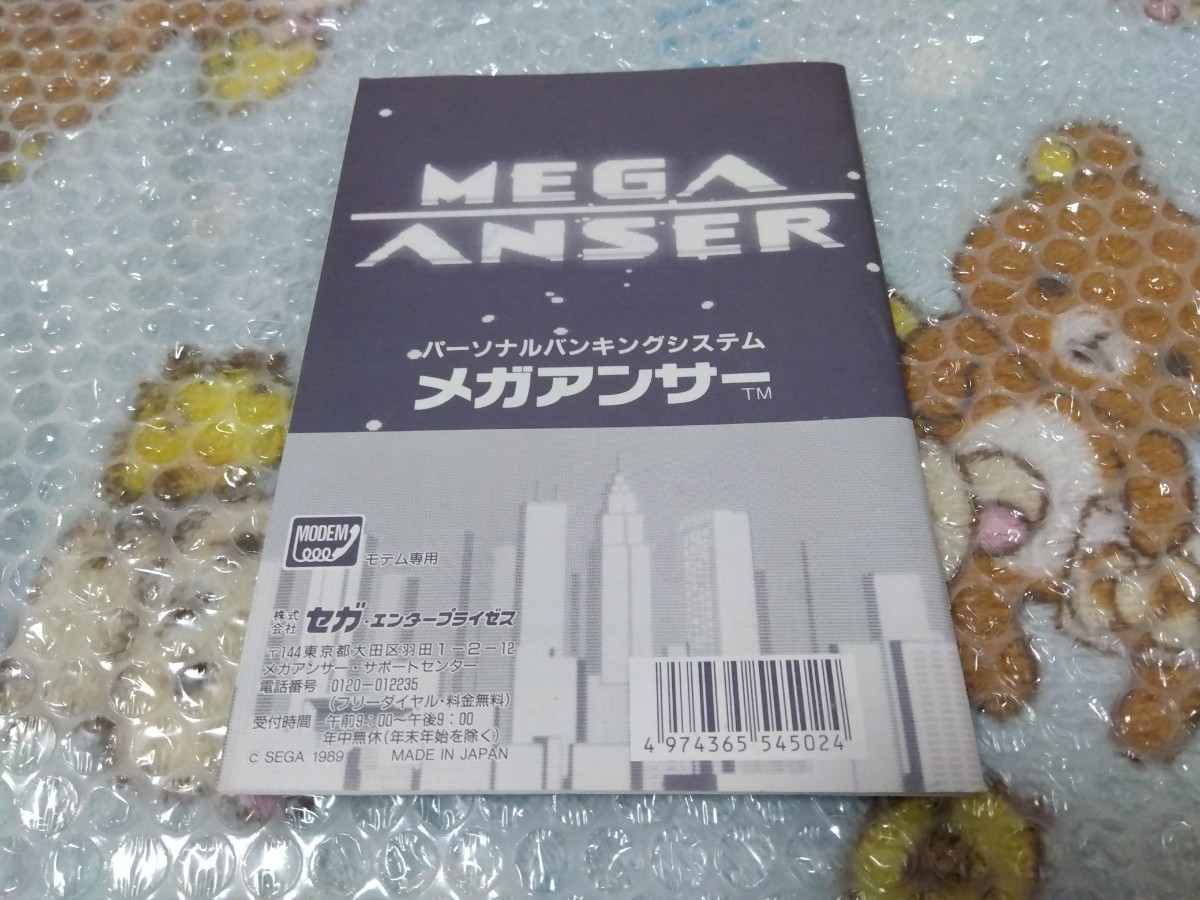 MEGA
ANSER
パーソナルバンキングシステム
メガアンサー TM
MODEM
モデム専用
株式会社 セガ・エンタープライゼス
〒144東京都大田区羽田1-2-12
メガアンサー・サポートセンター
電話番号 0120-012235
(フリーダイヤル・料金無料)
受付時間 午前9:00〜午後9:00
年中無休(年末年始を除く)
© SEGA 1989 MADE IN JAPAN
4 974365 545024